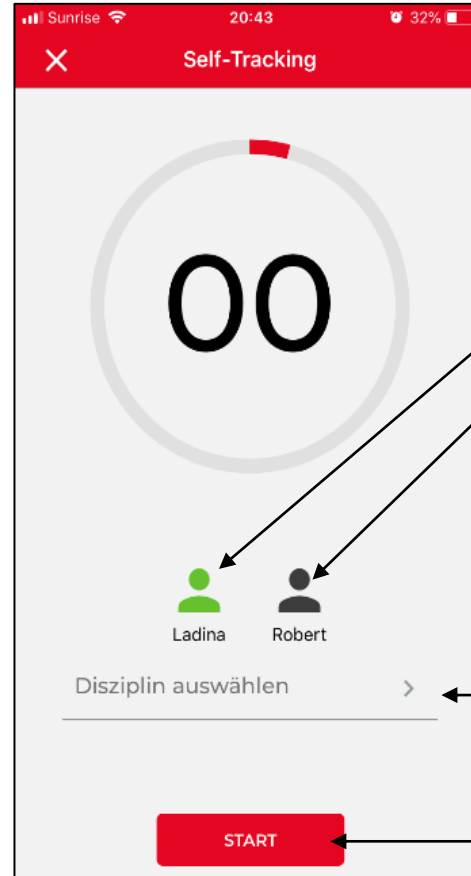 Sunrise 20:43 32%
Self-Tracking
00
Ladina Robert
Disziplin auswählen
START